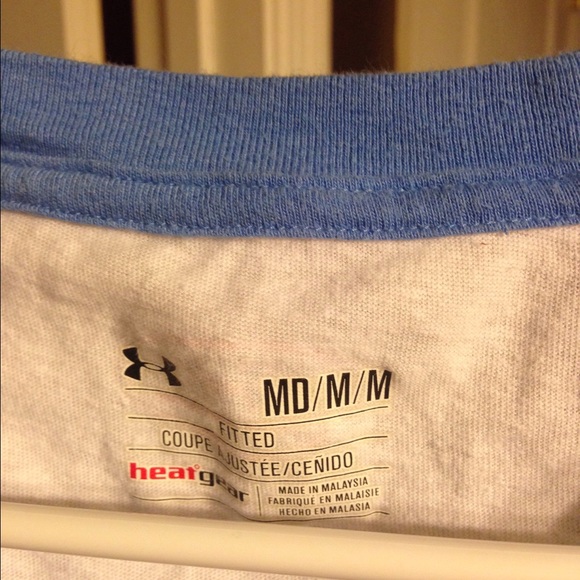 MD/M/M
FITTED
COUPE AJUSTÉE/CEÑIDO
heatgear
MADE IN MALAYSIA
FABRIQUÉ EN MALAISIE
HECHO EN MALASIA